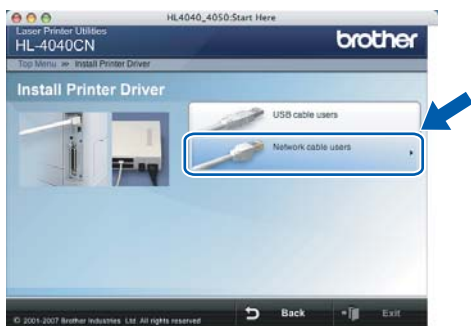 HL4040_4050:Start Here
Laser Printer Utilities
HL-4040CN
brother
Top Menu ›› Install Printer Driver
Install Printer Driver
USB cable users
Network cable users
© 2001-2007 Brother Industries Ltd. All rights reserved
Back
Exit